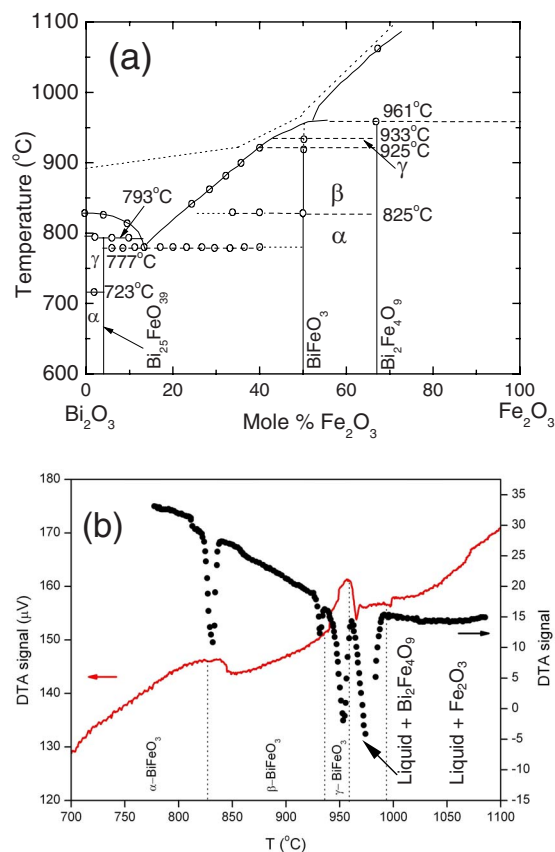 (a)
1100
1000
900
800
700
600
Temperature (°C)
961°C
933°C
925°C
γ
793°C
β
825°C
α
γ
777°C
723°C
α
Bi25FeO39
BiFeO3
Bi2Fe4O9
0
20
40
60
80
100
Bi2O3
Mole % Fe2O3
Fe2O3
(b)
180
170
160
150
140
130
120
DTA signal (μV)
35
30
25
20
15
10
5
0
-5
-10
-15
DTA signal
α-BiFeO3
β-BiFeO3
γ- BiFeO3
Liquid + Bi2Fe4O9
Liquid + Fe2O3
700
750
800
850
900
950
1000
1050
1100
T (°C)